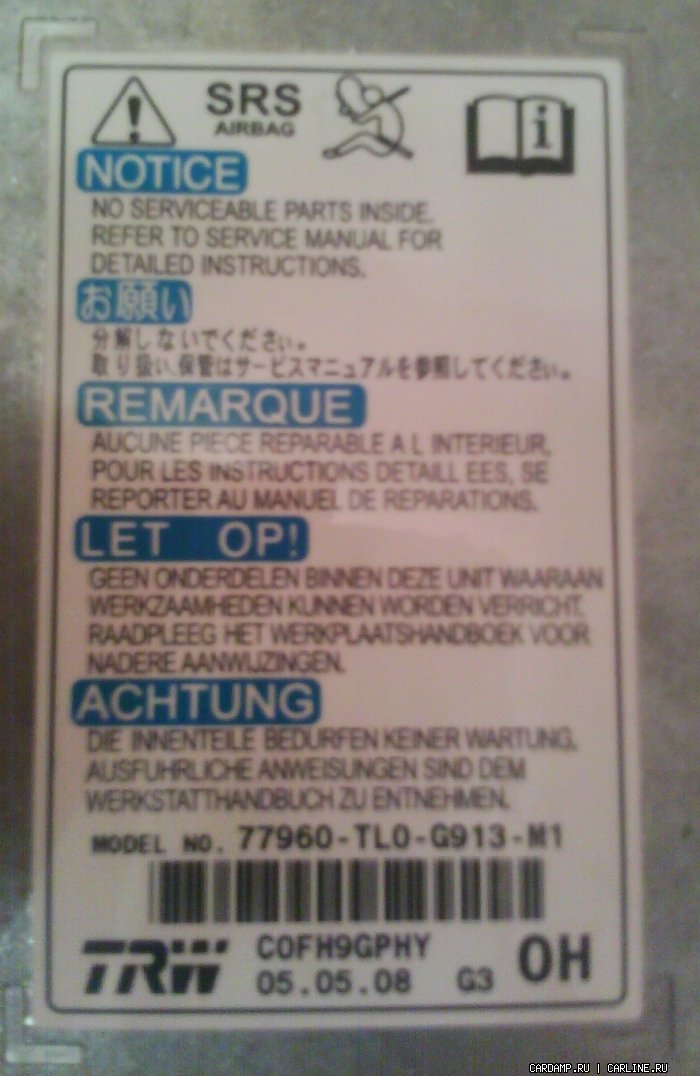 SRS
AIRBAG
NOTICE
NO SERVICEABLE PARTS INSIDE.
REFER TO SERVICE MANUAL FOR
DETAILED INSTRUCTIONS.
お願い
分解しないでください。
取り扱い、保管はサービスマニュアルを参照してください。
REMARQUE
AUCUNE PIECE REPARABLE A L INTERIEUR,
POUR LES INSTRUCTIONS DETAILL EES, SE
REPORTER AU MANUEL DE REPARATIONS.
LET OP!
GEEN ONDERDELEN BINNEN DEZE UNIT WAARAAN
WERKZAAMHEDEN KUNNEN WORDEN VERRICHT.
RAADPLEEG HET WERKPLAATSHANDBOEK VOOR
NADERE AANWIJZINGEN.
ACHTUNG
DIE INNENTEILE BEDURFEN KEINER WARTUNG.
AUSFUHRLICHE ANWEISUNGEN SIND DEM
WERKSTATTHANDBUCH ZU ENTNEHMEN.
MODEL NO. 77960-TL0-G913-M1
TRW C0FH9GPHY 0H
05.05.08 G3
CARDAMP.RU | CARLINE.RU